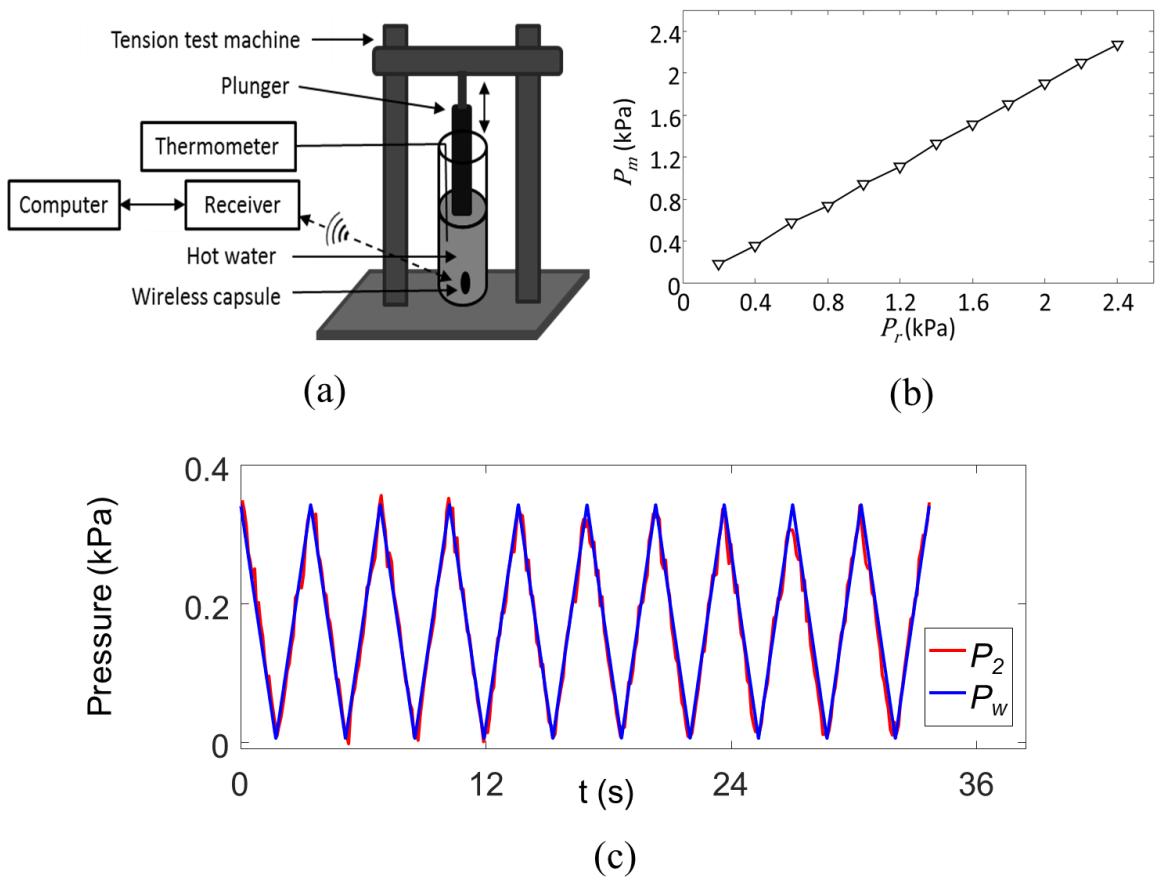 Tension test machine
Plunger
Thermometer
Computer
Receiver
Hot water
Wireless capsule
(a)
2.4
2
1.6
1.2
0.8
0.4
0
P_m (kPa)
0 0.4 0.8 1.2 1.6 2 2.4
P_r (kPa)
(b)
0.4
0.2
0
Pressure (kPa)
P_2
P_w
0 12 24 36
t (s)
(c)